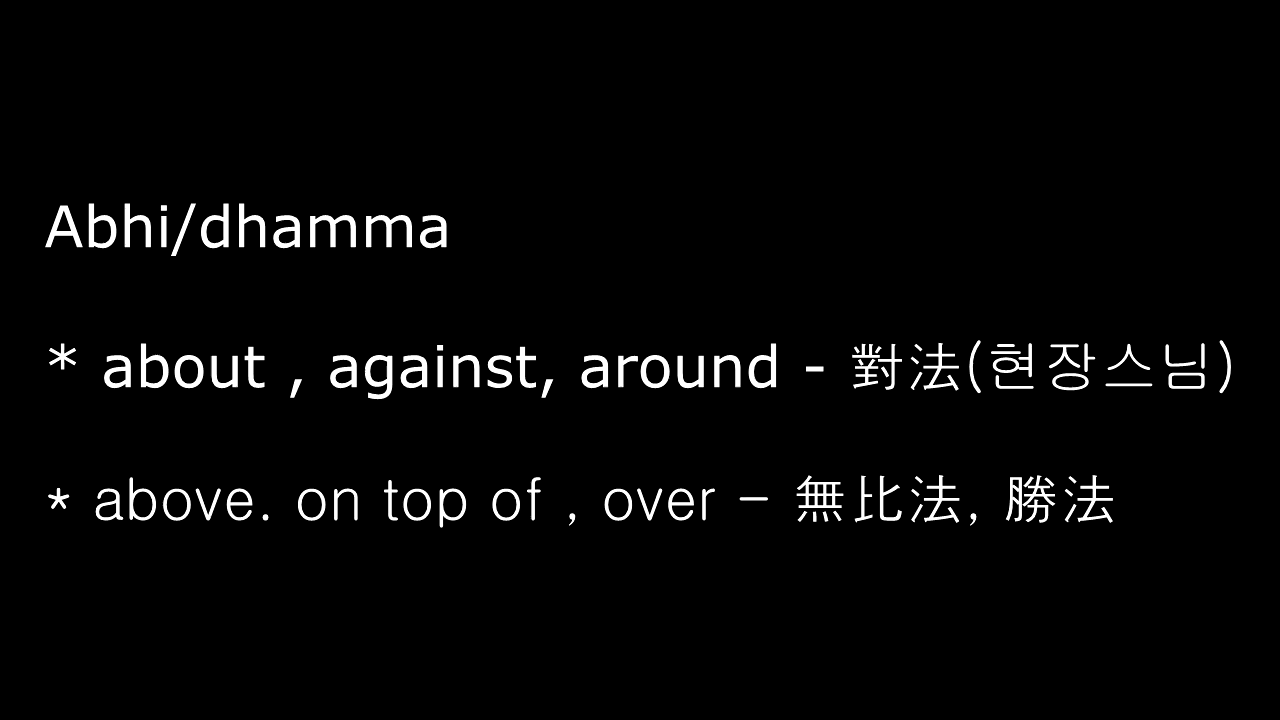 Abhi/dhamma
* about , against, around - 對法(현장스님)
* above. on top of , over - 無比法, 勝法